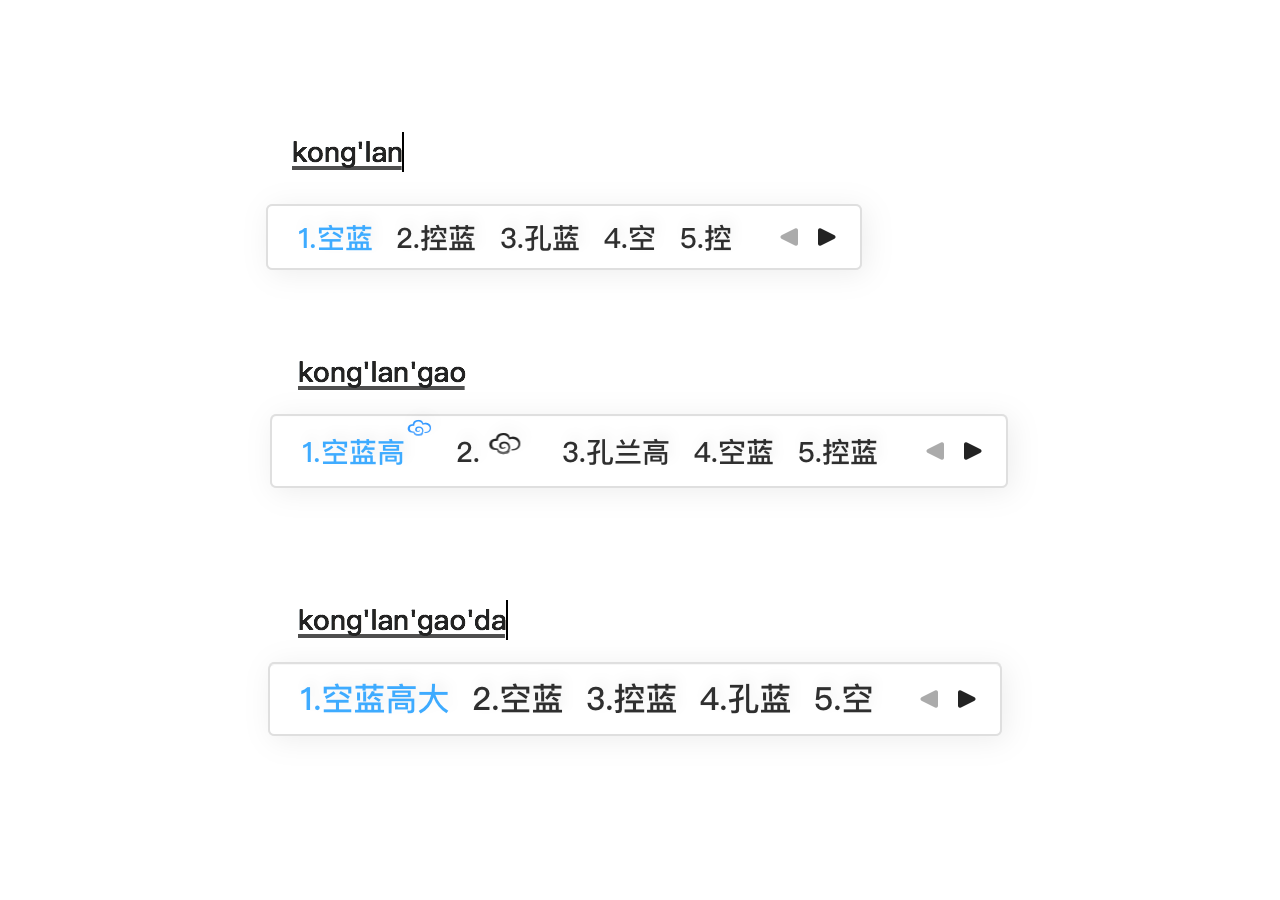 kong'lan
1.空蓝 2.控蓝 3.孔蓝 4.空 5.控
kong'lan'gao
1.空蓝高 2. 3.孔兰高 4.空蓝 5.控蓝
kong'lan'gao'da
1.空蓝高大 2.空蓝 3.控蓝 4.孔蓝 5.空